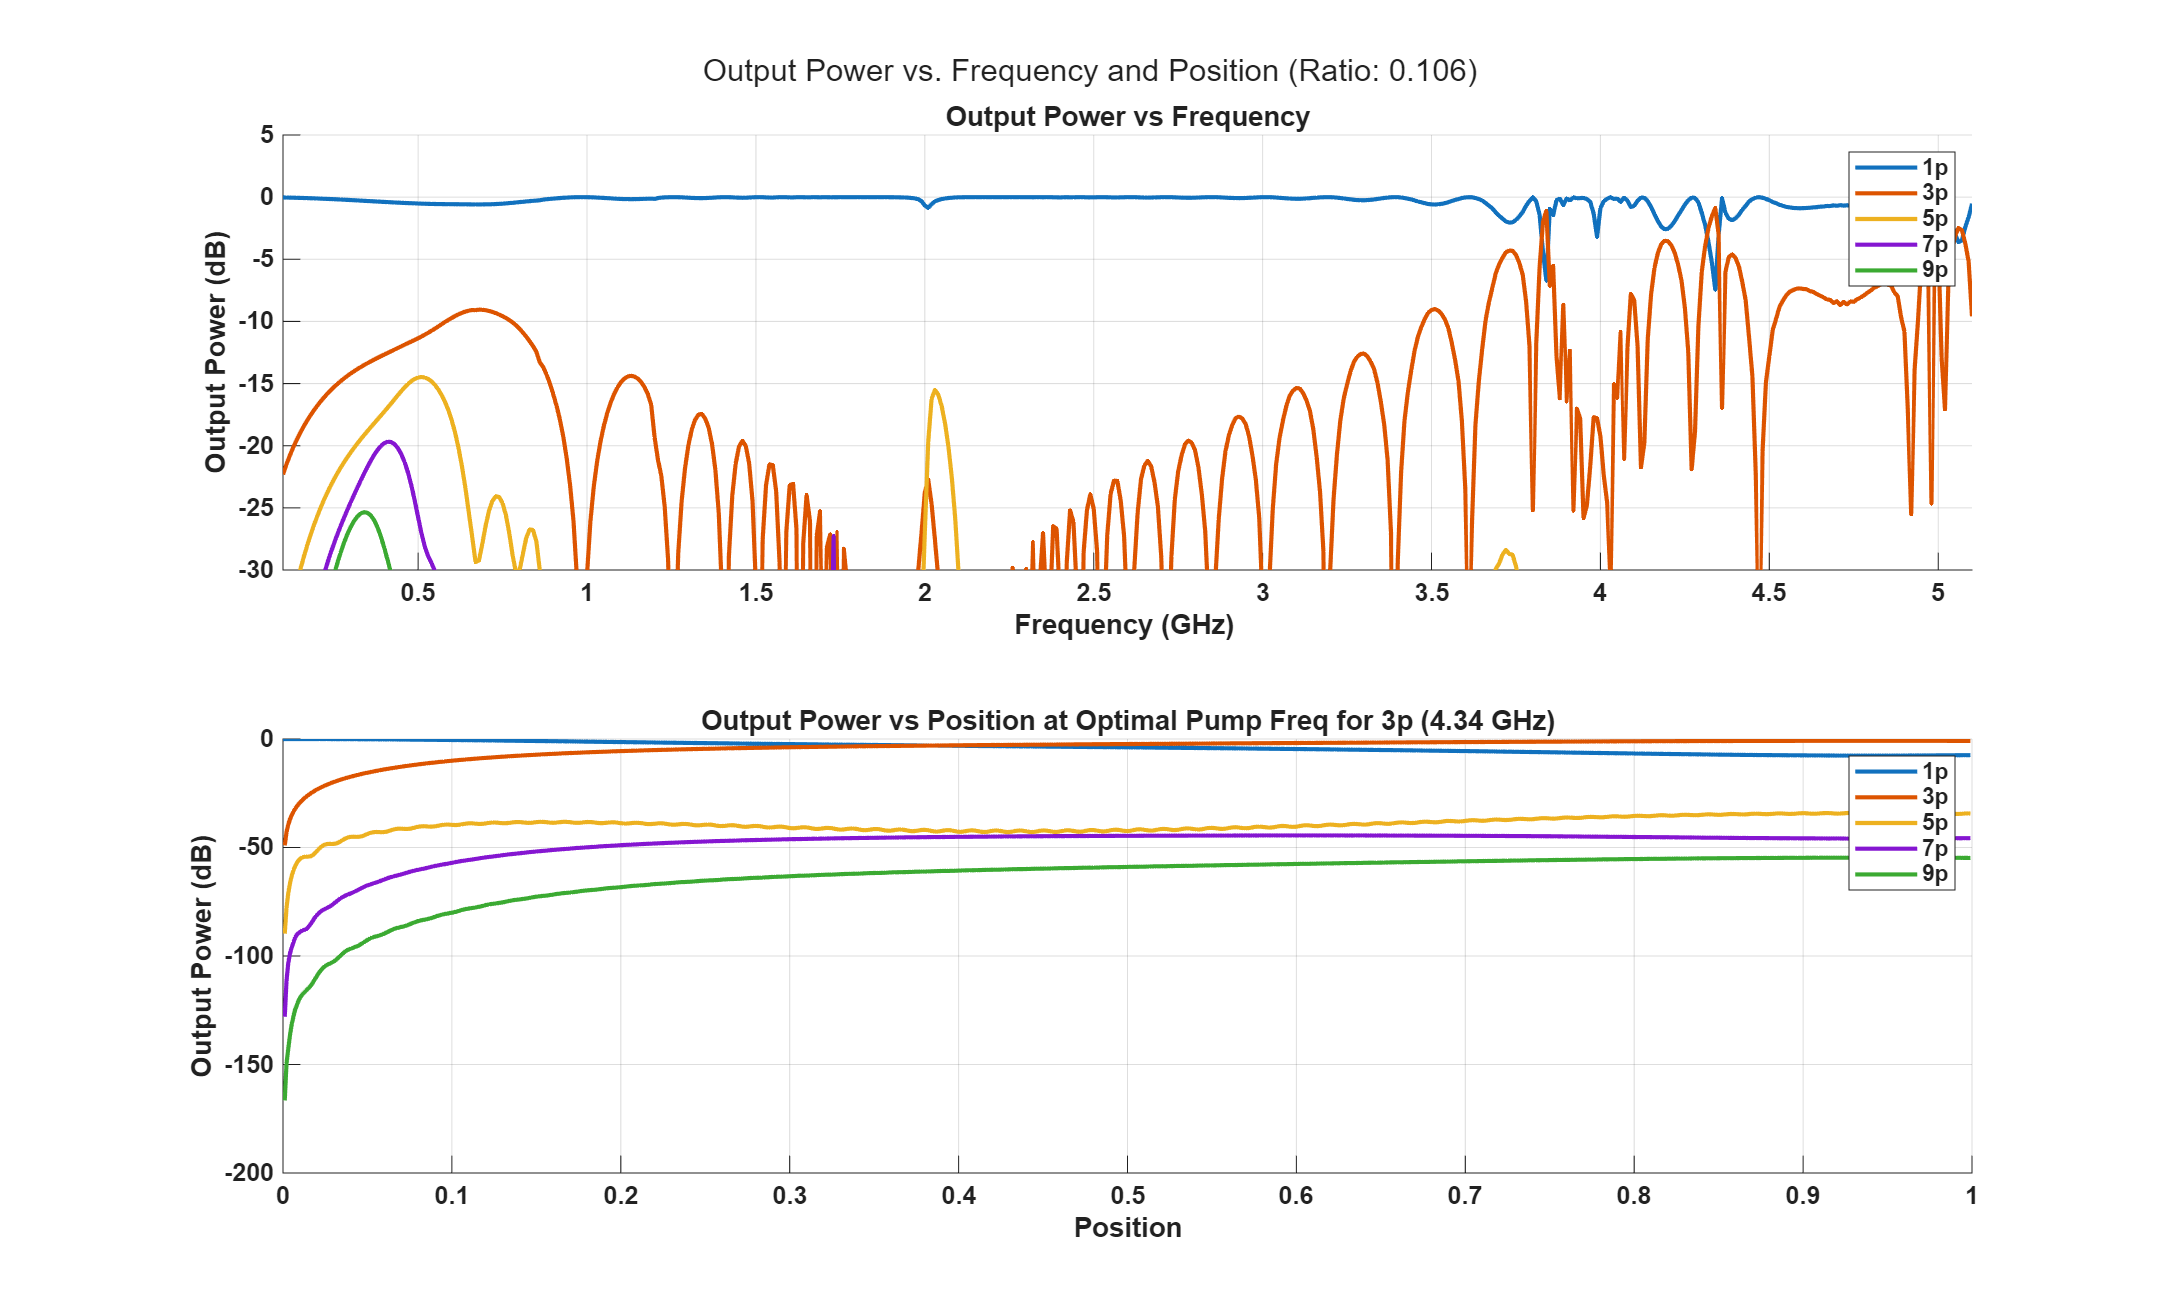 Output Power vs. Frequency and Position (Ratio: 0.106)
Output Power vs Frequency
5
0
-5
-10
-15
-20
-25
-30
Output Power (dB)
0.5 1 1.5 2 2.5 3 3.5 4 4.5 5
Frequency (GHz)
1p
3p
5p
7p
9p
Output Power vs Position at Optimal Pump Freq for 3p (4.34 GHz)
0
-50
-100
-150
-200
Output Power (dB)
0 0.1 0.2 0.3 0.4 0.5 0.6 0.7 0.8 0.9 1
Position
1p
3p
5p
7p
9p